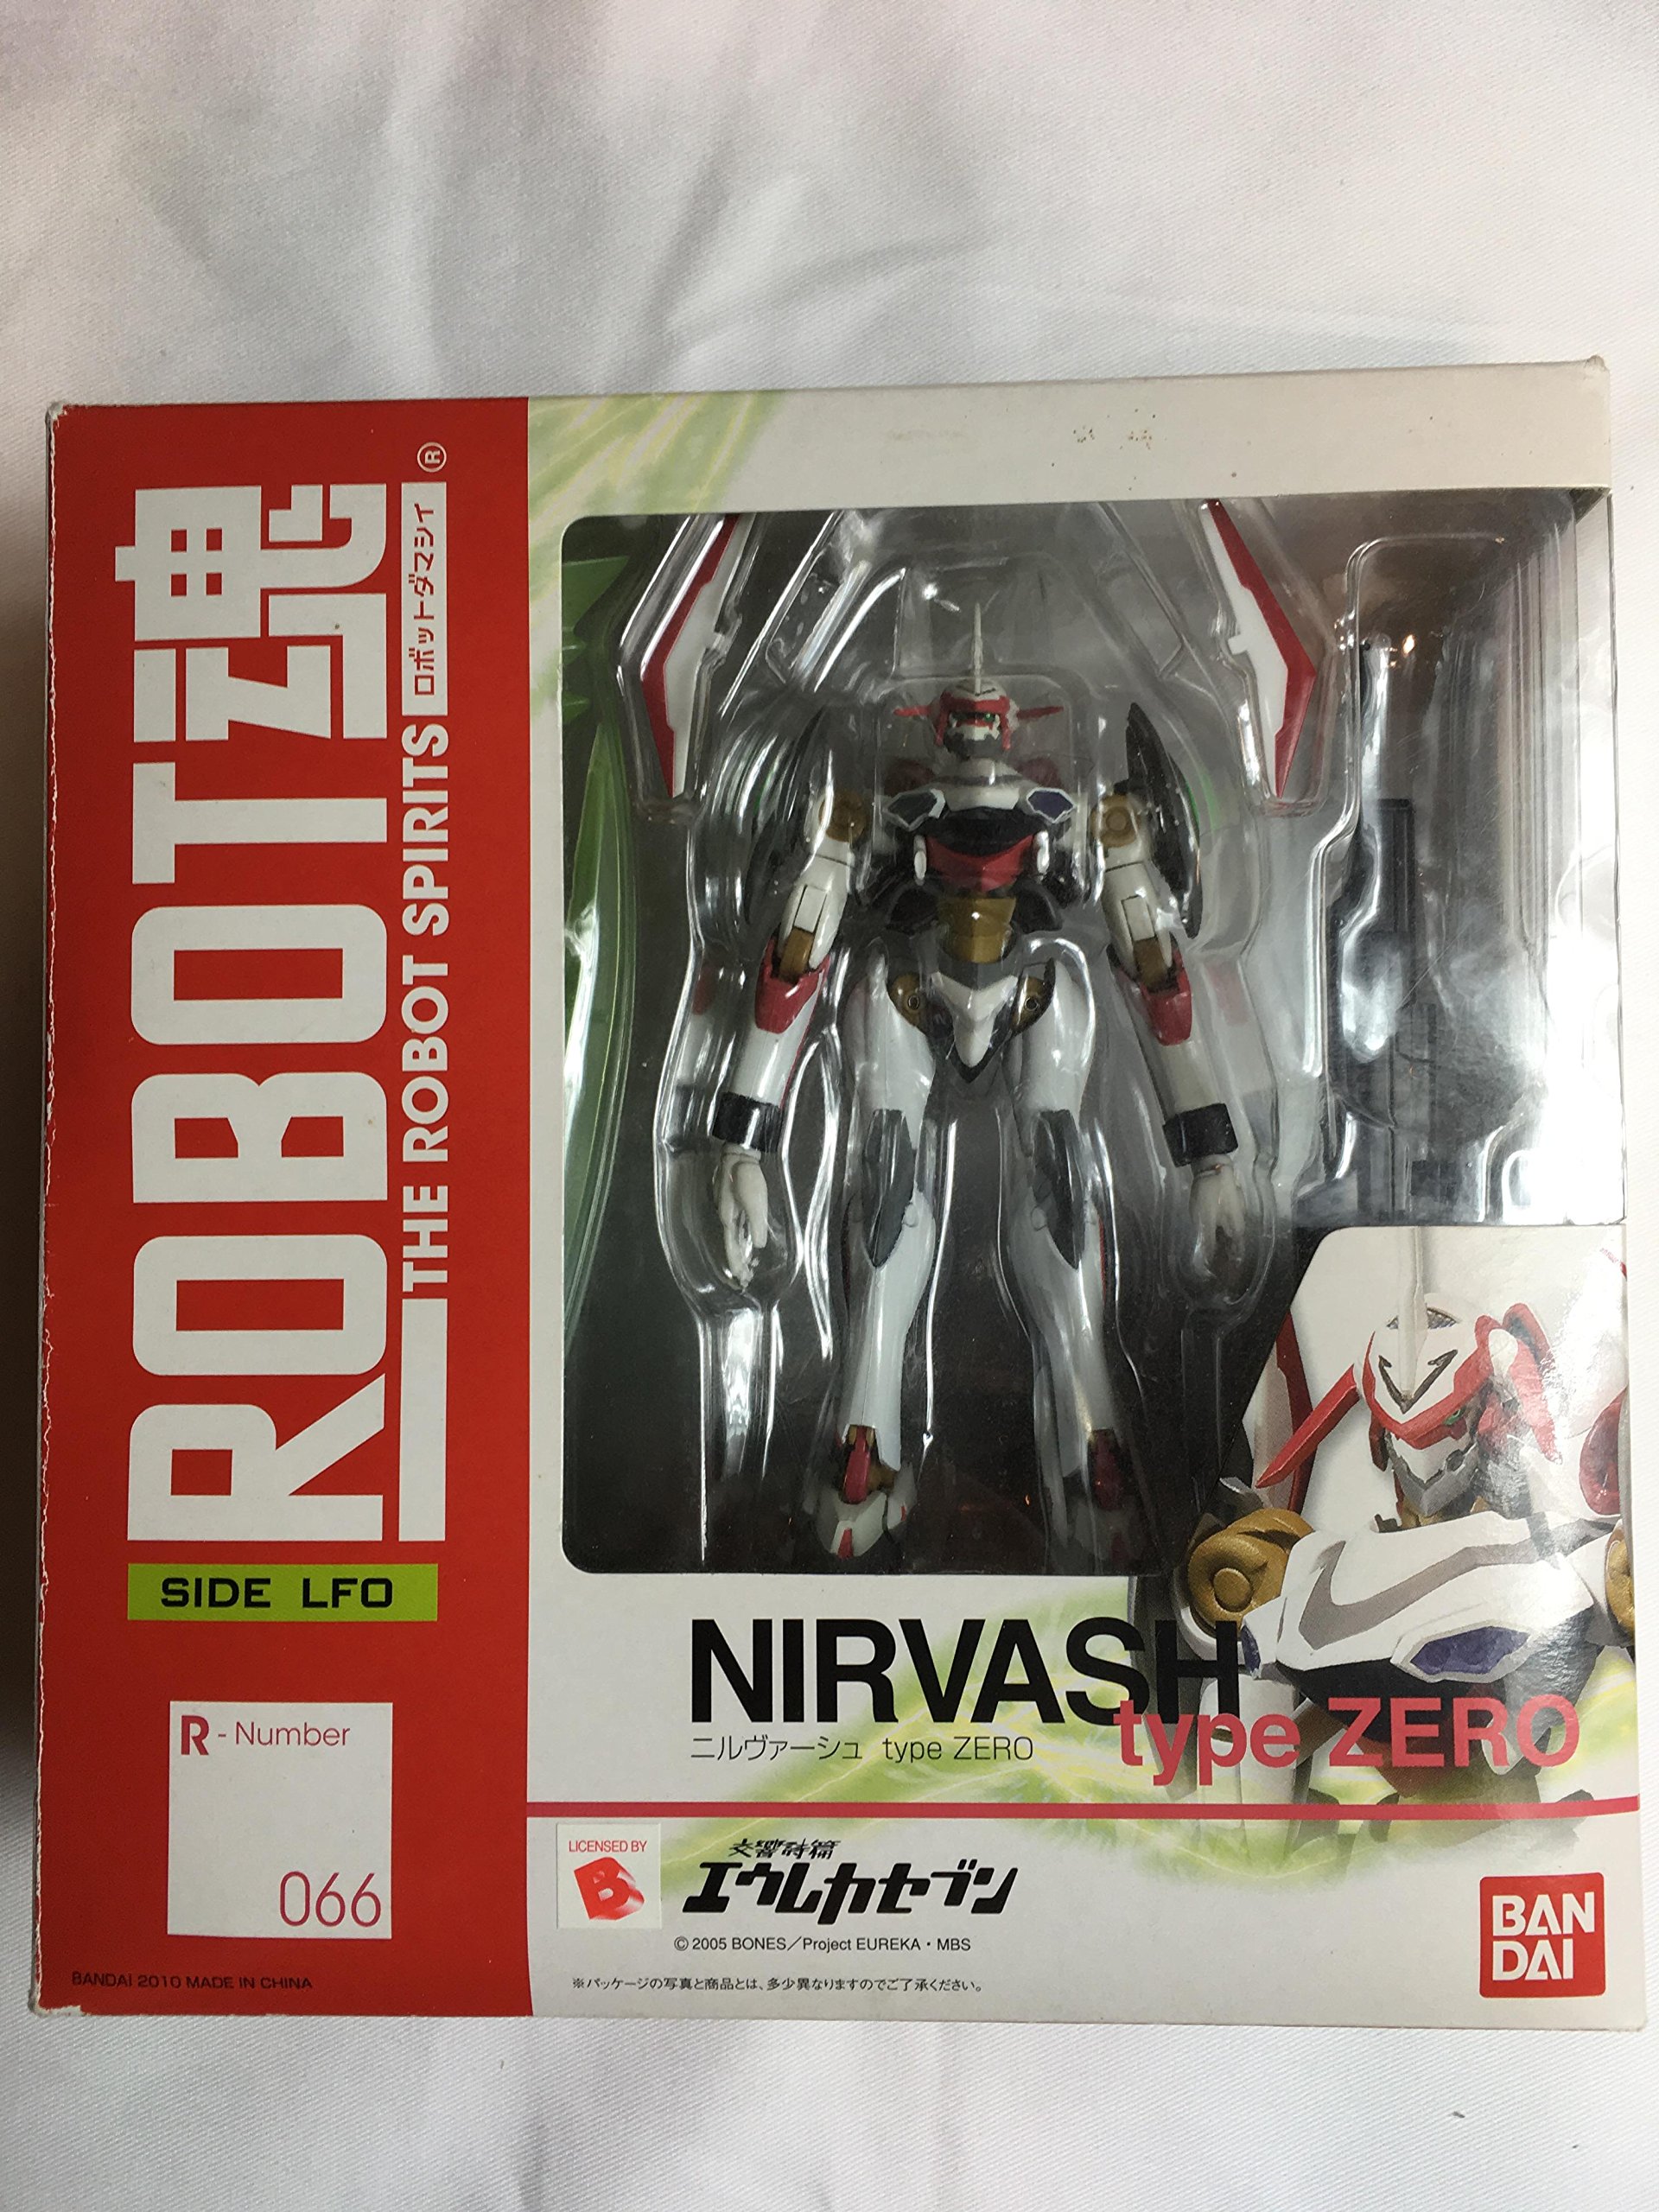 ROBOT魂®
ロボットダマシイ
THE ROBOT SPIRITS
SIDE LFO
R - Number
066
BANDAI 2010 MADE IN CHINA
NIRVASH
type ZERO
ニルヴァーシュ type ZERO
LICENSED BY
B
交響詩篇
エウレカセブン
© 2005 BONES／Project EUREKA・MBS
※パッケージの写真と商品とは、多少異なりますのでご了承ください。
BAN
DAI